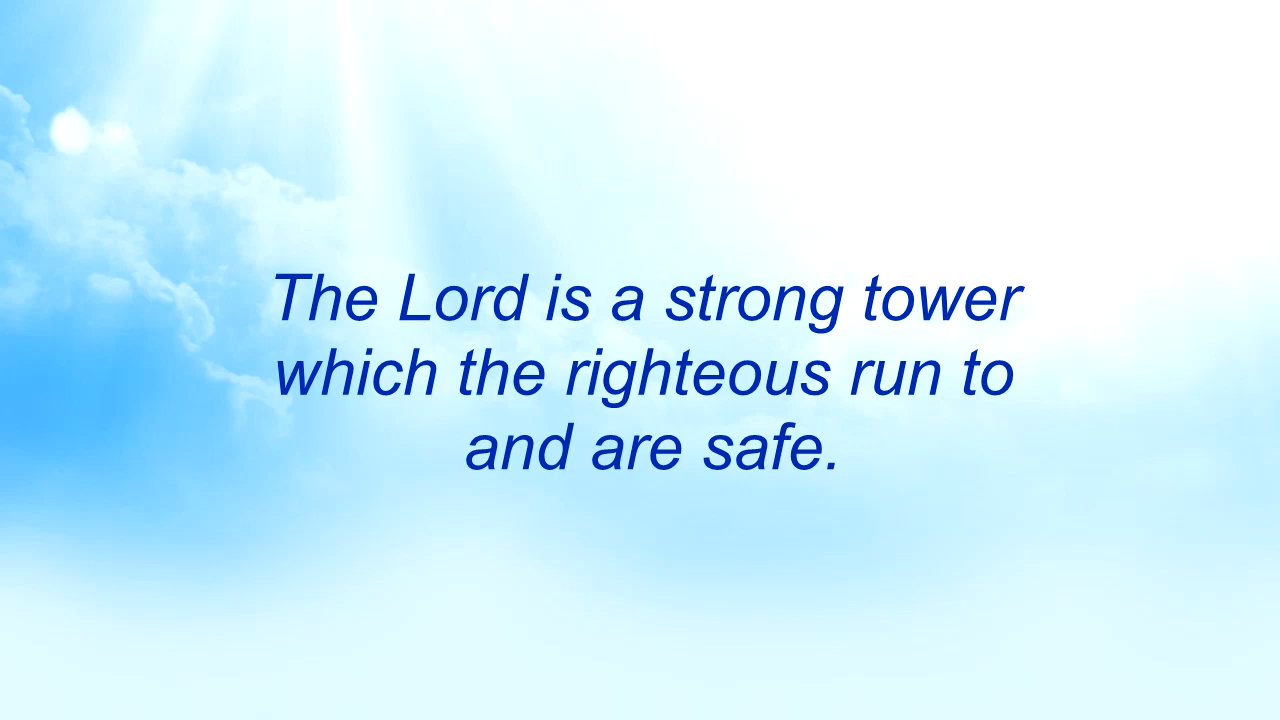 The Lord is a strong tower
which the righteous run to
and are safe.